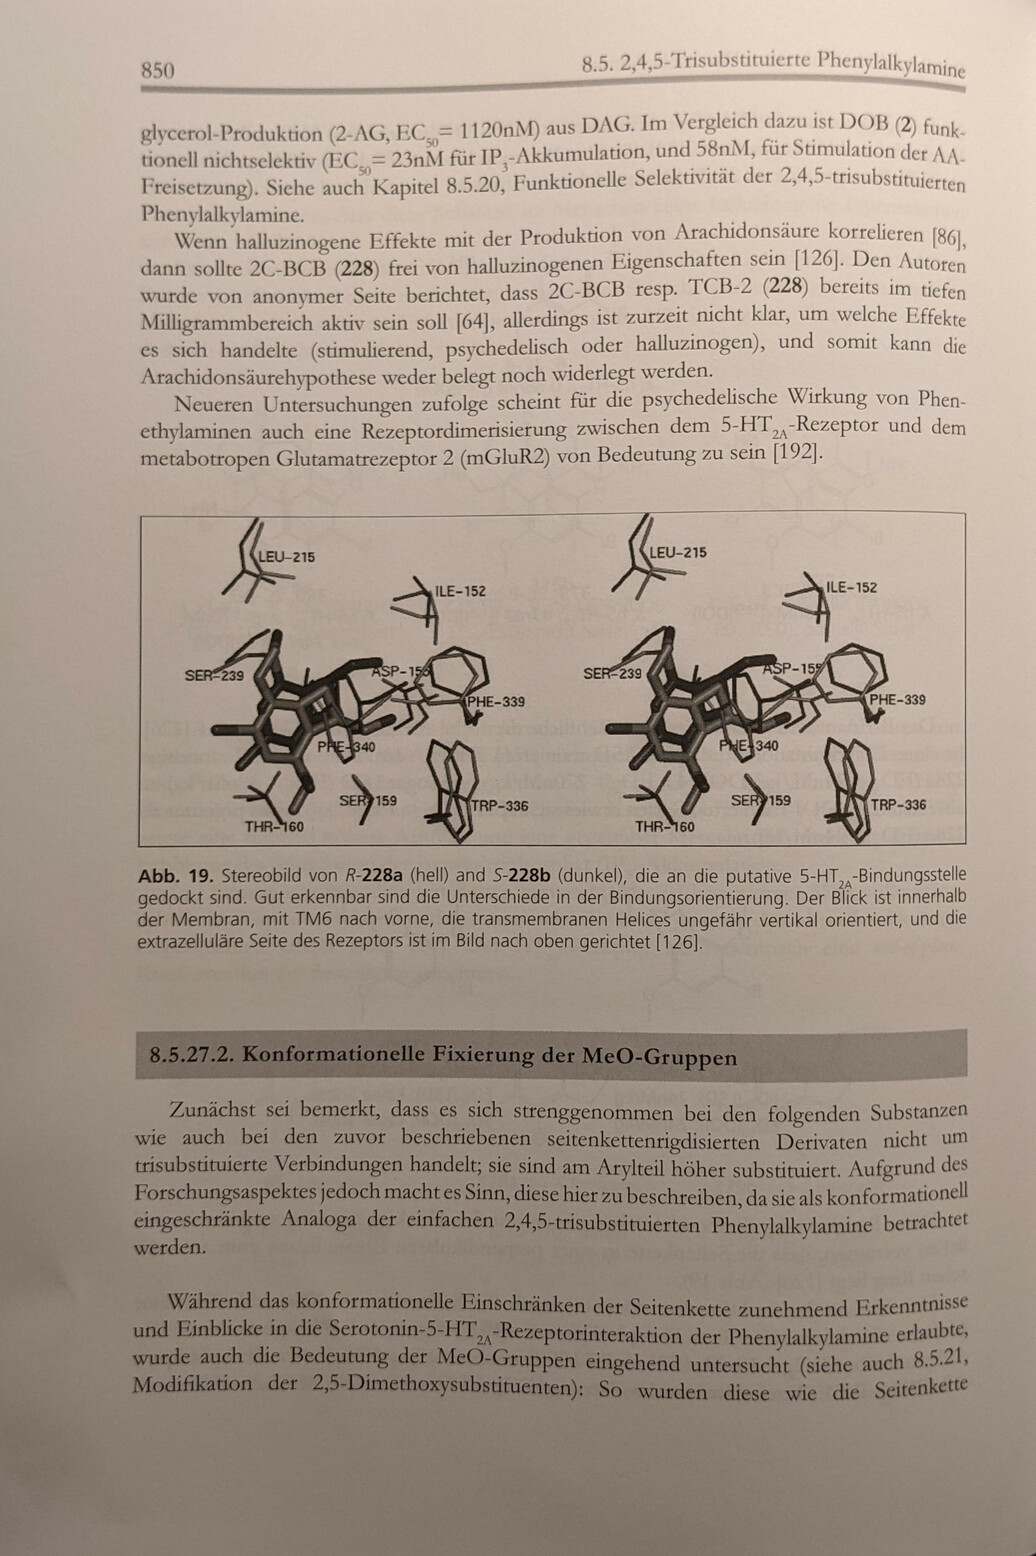 850
8.5. 2,4,5-Trisubstituierte Phenylalkylamine
glycerol-Produktion (2-AG, EC50= 1120nM) aus DAG. Im Vergleich dazu ist DOB (2) funk-
tionell nichtselektiv (EC50= 23nM für IP3-Akkumulation, und 58nM, für Stimulation der AA-
Freisetzung). Siehe auch Kapitel 8.5.20, Funktionelle Selektivität der 2,4,5-trisubstituierten
Phenylalkylamine.
Wenn halluzinogene Effekte mit der Produktion von Arachidonsäure korrelieren [86],
dann sollte 2C-BCB (228) frei von halluzinogenen Eigenschaften sein [126]. Den Autoren
wurde von anonymer Seite berichtet, dass 2C-BCB resp. TCB-2 (228) bereits im tiefen
Milligrammbereich aktiv sein soll [64], allerdings ist zurzeit nicht klar, um welche Effekte
es sich handelte (stimulierend, psychedelisch oder halluzinogen), und somit kann die
Arachidonsäurehypothese weder belegt noch widerlegt werden.
Neueren Untersuchungen zufolge scheint für die psychedelische Wirkung von Phen-
ethylaminen auch eine Rezeptordimerisierung zwischen dem 5-HT2A-Rezeptor und dem
metabotropen Glutamatrezeptor 2 (mGluR2) von Bedeutung zu sein [192].
LEU-215 LEU-215
ILE-152 ILE-152
SER-239 ASP-155 SER-239 ASP-155
PHE-339 PHE-339
PHE-340 PHE-340
SER-159 TRP-336 SER-159 TRP-336
THR-160 THR-160
Abb. 19. Stereobild von R-228a (hell) and S-228b (dunkel), die an die putative 5-HT2A-Bindungsstelle
gedockt sind. Gut erkennbar sind die Unterschiede in der Bindungsorientierung. Der Blick ist innerhalb
der Membran, mit TM6 nach vorne, die transmembranen Helices ungefähr vertikal orientiert, und die
extrazelluläre Seite des Rezeptors ist im Bild nach oben gerichtet [126].
8.5.27.2. Konformationelle Fixierung der MeO-Gruppen
Zunächst sei bemerkt, dass es sich strenggenommen bei den folgenden Substanzen
wie auch bei den zuvor beschriebenen seitenkettenrigdisierten Derivaten nicht um
trisubstituierte Verbindungen handelt; sie sind am Arylteil höher substituiert. Aufgrund des
Forschungsaspektes jedoch macht es Sinn, diese hier zu beschreiben, da sie als konformationell
eingeschränkte Analoga der einfachen 2,4,5-trisubstituierten Phenylalkylamine betrachtet
werden.
Während das konformationelle Einschränken der Seitenkette zunehmend Erkenntnisse
und Einblicke in die Serotonin-5-HT2A-Rezeptorinteraktion der Phenylalkylamine erlaubte,
wurde auch die Bedeutung der MeO-Gruppen eingehend untersucht (siehe auch 8.5.21,
Modifikation der 2,5-Dimethoxysubstituenten): So wurden diese wie die Seitenkette